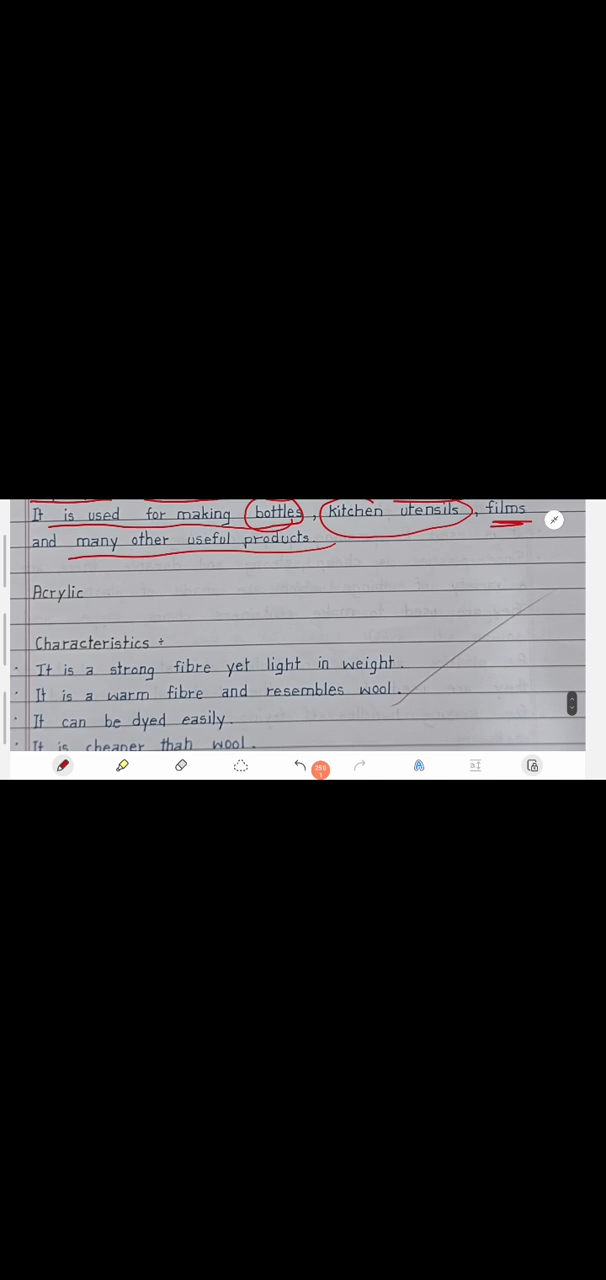 It is used for making bottles, kitchen utensils, films
and many other useful products.
Acrylic
Characteristics ÷
· It is a strong fibre yet light in weight.
· It is a warm fibre and resembles wool.
· It can be dyed easily.
· It is cheaper than wool.